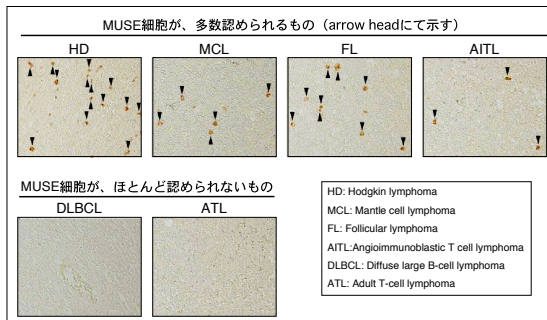 MUSE細胞が、多数認められるもの（arrow headにて示す）
HD MCL FL AITL
MUSE細胞が、ほとんど認められないもの
DLBCL ATL
HD: Hodgkin lymphoma
MCL: Mantle cell lymphoma
FL: Follicular lymphoma
AITL:Angioimmunoblastic T cell lymphoma
DLBCL: Diffuse large B-cell lymphoma
ATL: Adult T-cell lymphoma